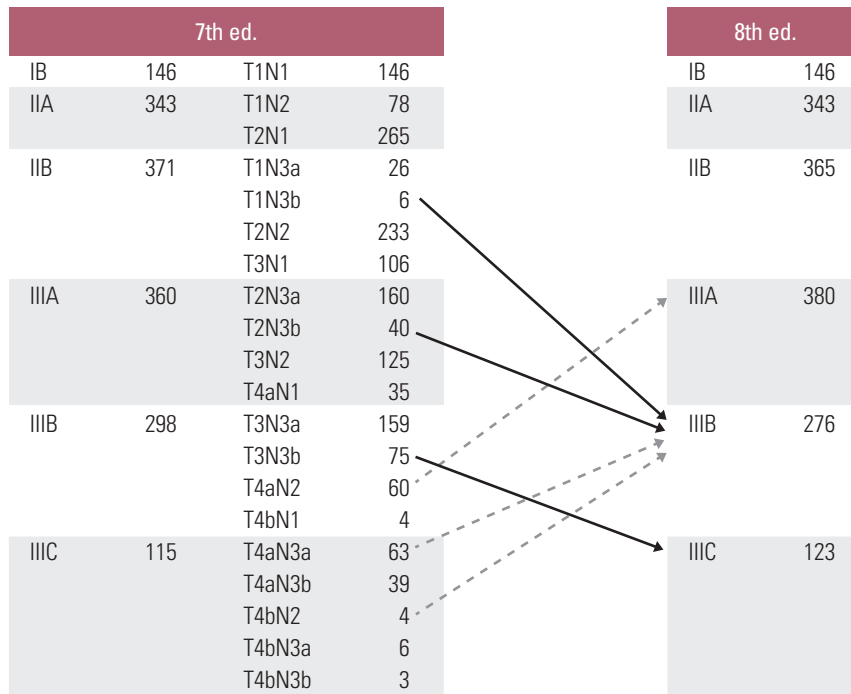 7th ed. 8th ed.
IB 146 T1N1 146 IB 146
IIA 343 T1N2 78 IIA 343
T2N1 265
IIB 371 T1N3a 26 IIB 365
T1N3b 6
T2N2 233
T3N1 106
IIIA 360 T2N3a 160 IIIA 380
T2N3b 40
T3N2 125
T4aN1 35
IIIB 298 T3N3a 159 IIIB 276
T3N3b 75
T4aN2 60
T4bN1 4
IIIC 115 T4aN3a 63 IIIC 123
T4aN3b 39
T4bN2 4
T4bN3a 6
T4bN3b 3